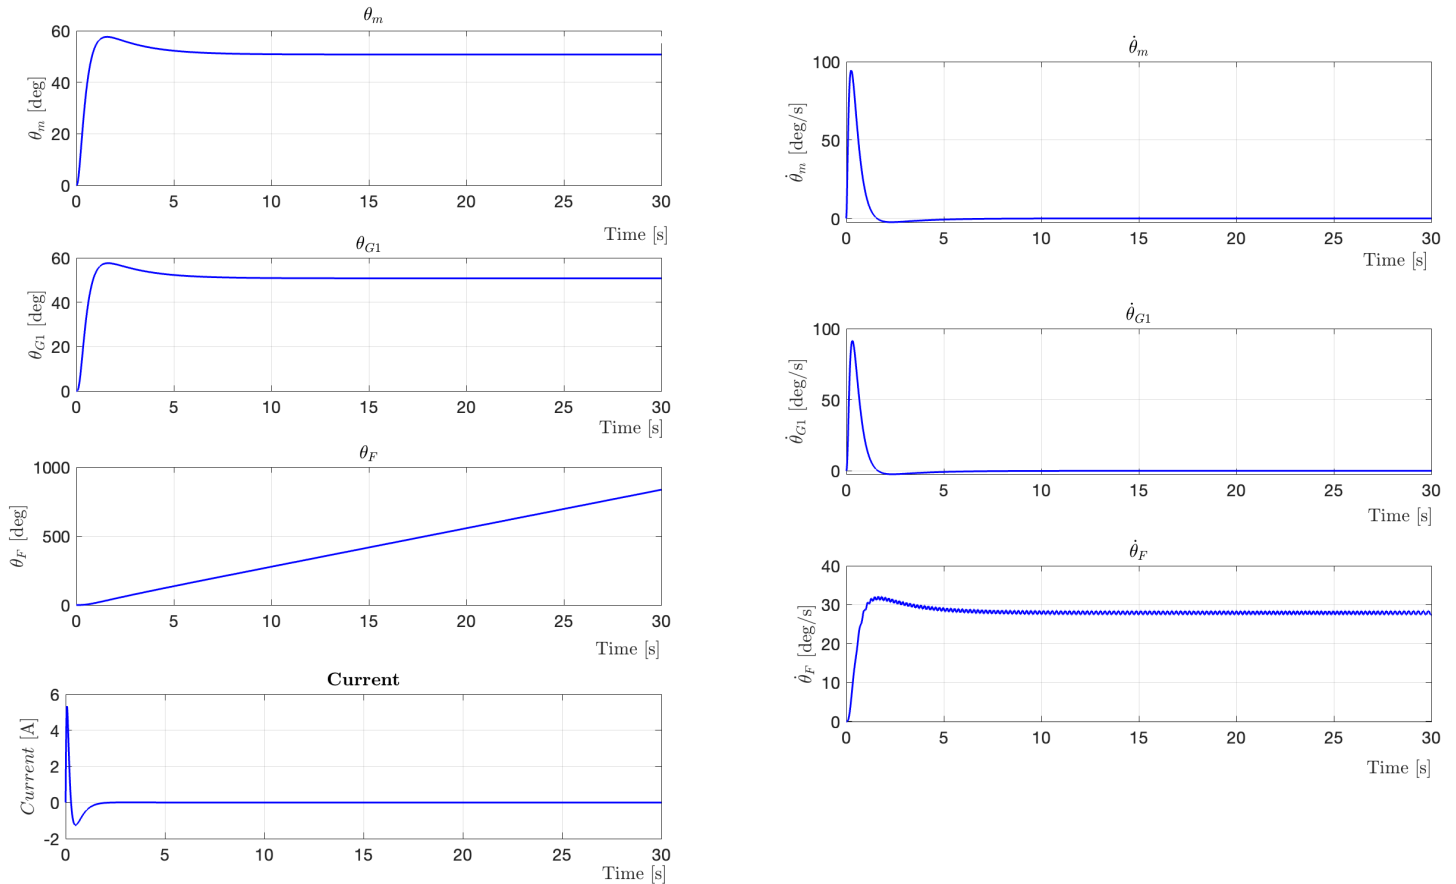 θ_m
60
40
20
0
θ_m [deg]
0 5 10 15 20 25 30
Time [s]
θ_G1
60
40
20
0
θ_G1 [deg]
0 5 10 15 20 25 30
Time [s]
θ_F
1000
500
0
θ_F [deg]
0 5 10 15 20 25 30
Time [s]
Current
6
4
2
0
-2
Current [A]
0 5 10 15 20 25 30
Time [s]
θ̇_m
100
50
0
θ̇_m [deg/s]
0 5 10 15 20 25 30
Time [s]
θ̇_G1
100
50
0
θ̇_G1 [deg/s]
0 5 10 15 20 25 30
Time [s]
θ̇_F
40
30
20
10
0
θ̇_F [deg/s]
0 5 10 15 20 25 30
Time [s]